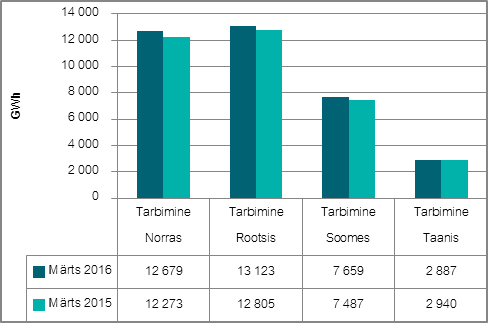 14 000
12 000
10 000
8 000
6 000
4 000
2 000
0
GWh
Tarbimine Tarbimine Tarbimine Tarbimine
Norras Rootsis Soomes Taanis
Märts 2016 12 679 13 123 7 659 2 887
Märts 2015 12 273 12 805 7 487 2 940